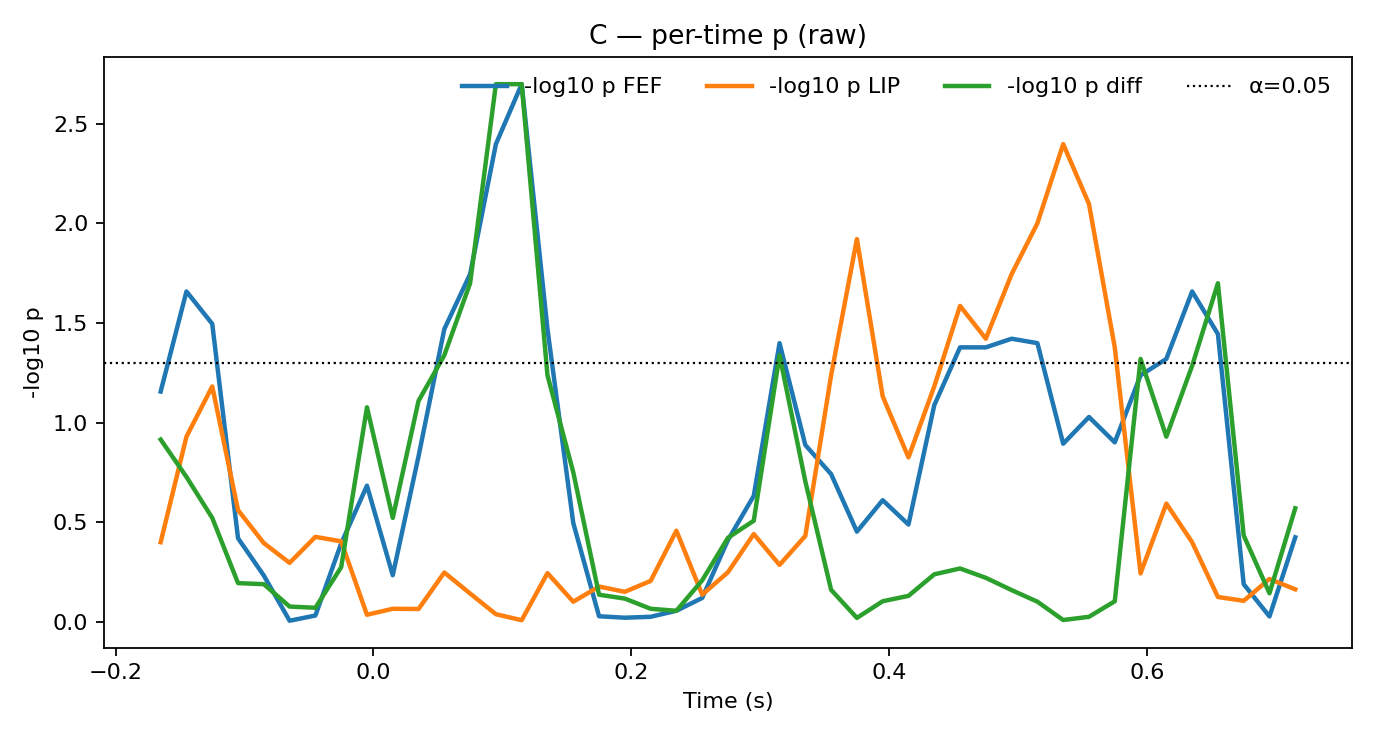 C — per-time p (raw)
-log10 p FEF
-log10 p LIP
-log10 p diff
α=0.05
-log10 p
2.5
2.0
1.5
1.0
0.5
0.0
−0.2
0.0
0.2
0.4
0.6
Time (s)